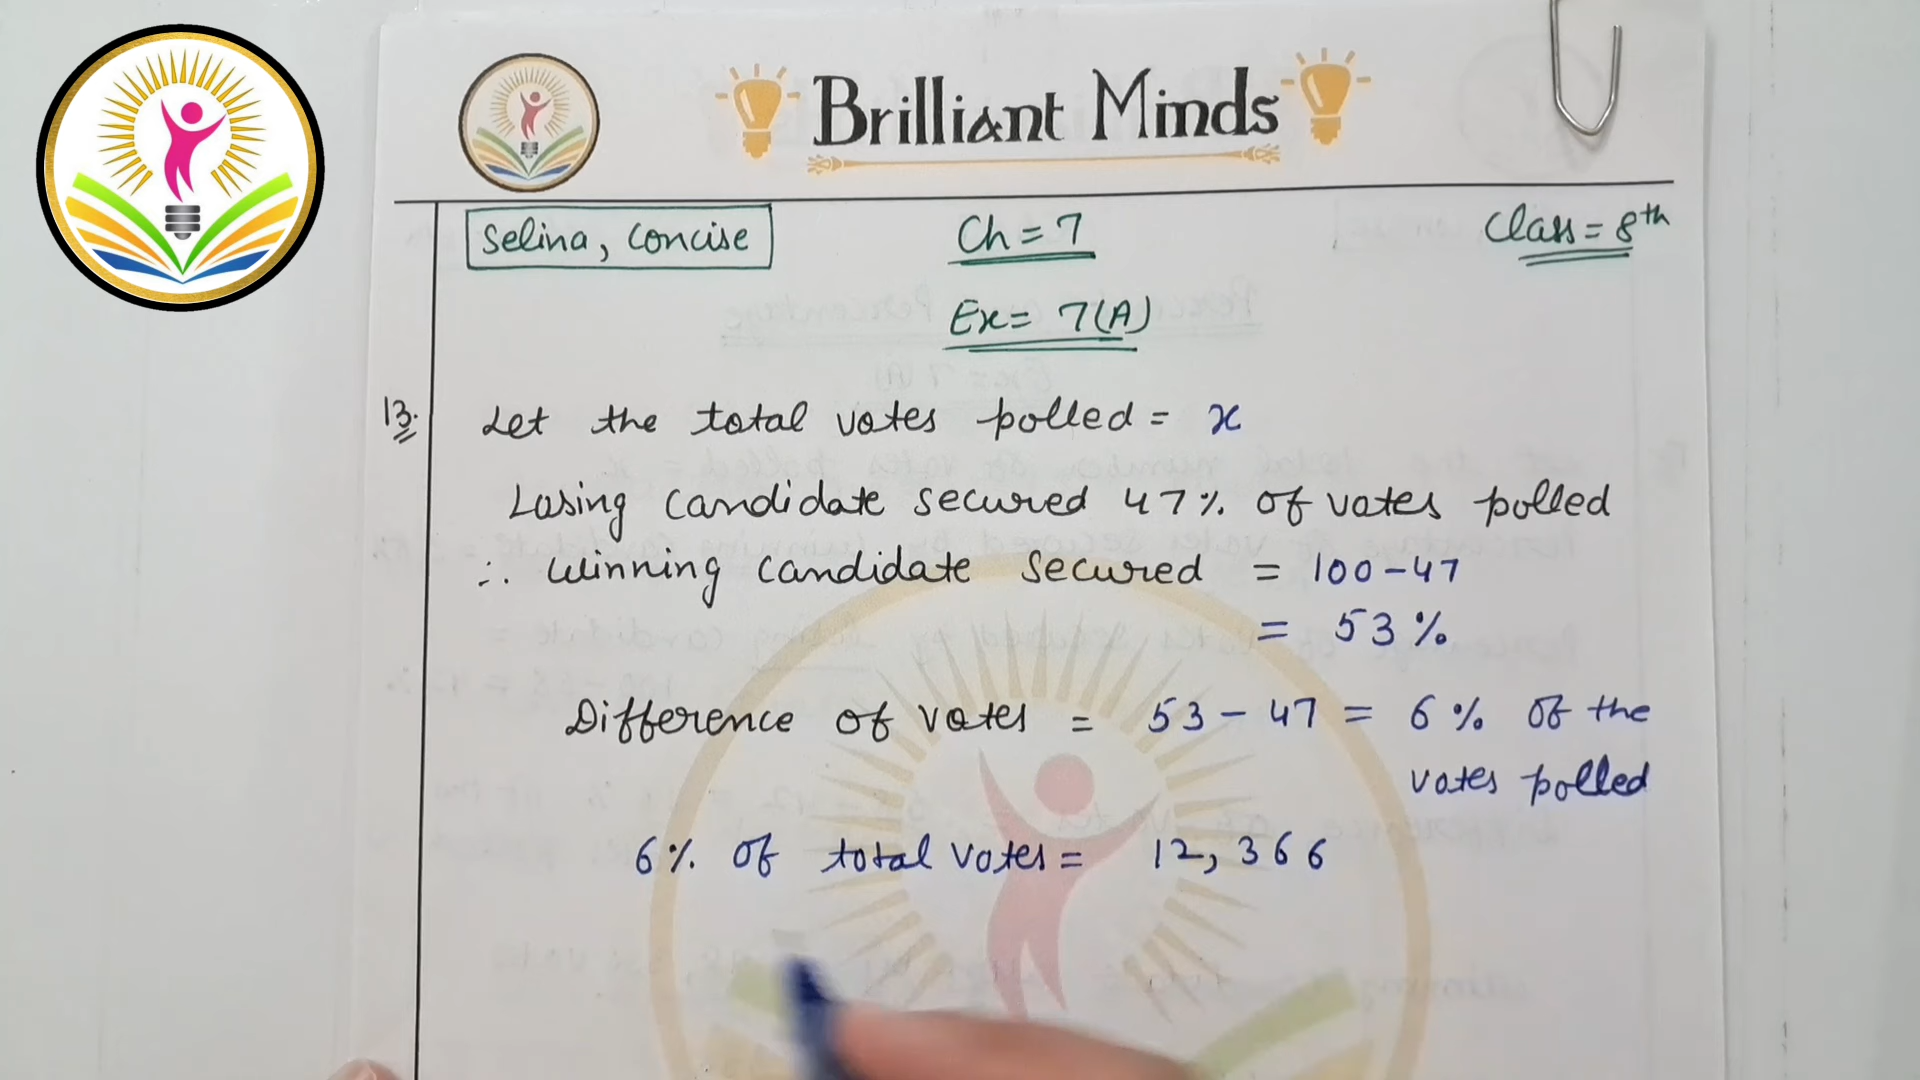 Brilliant Minds
Selina, Concise
Ch = 7
Class = 8th
Ex = 7(A)
13. Let the total votes polled = x
Losing candidate secured 47% of votes polled
∴ Winning candidate secured = 100 - 47
= 53%
Difference of votes = 53 - 47 = 6% of the
votes polled
6% of total votes = 12,366